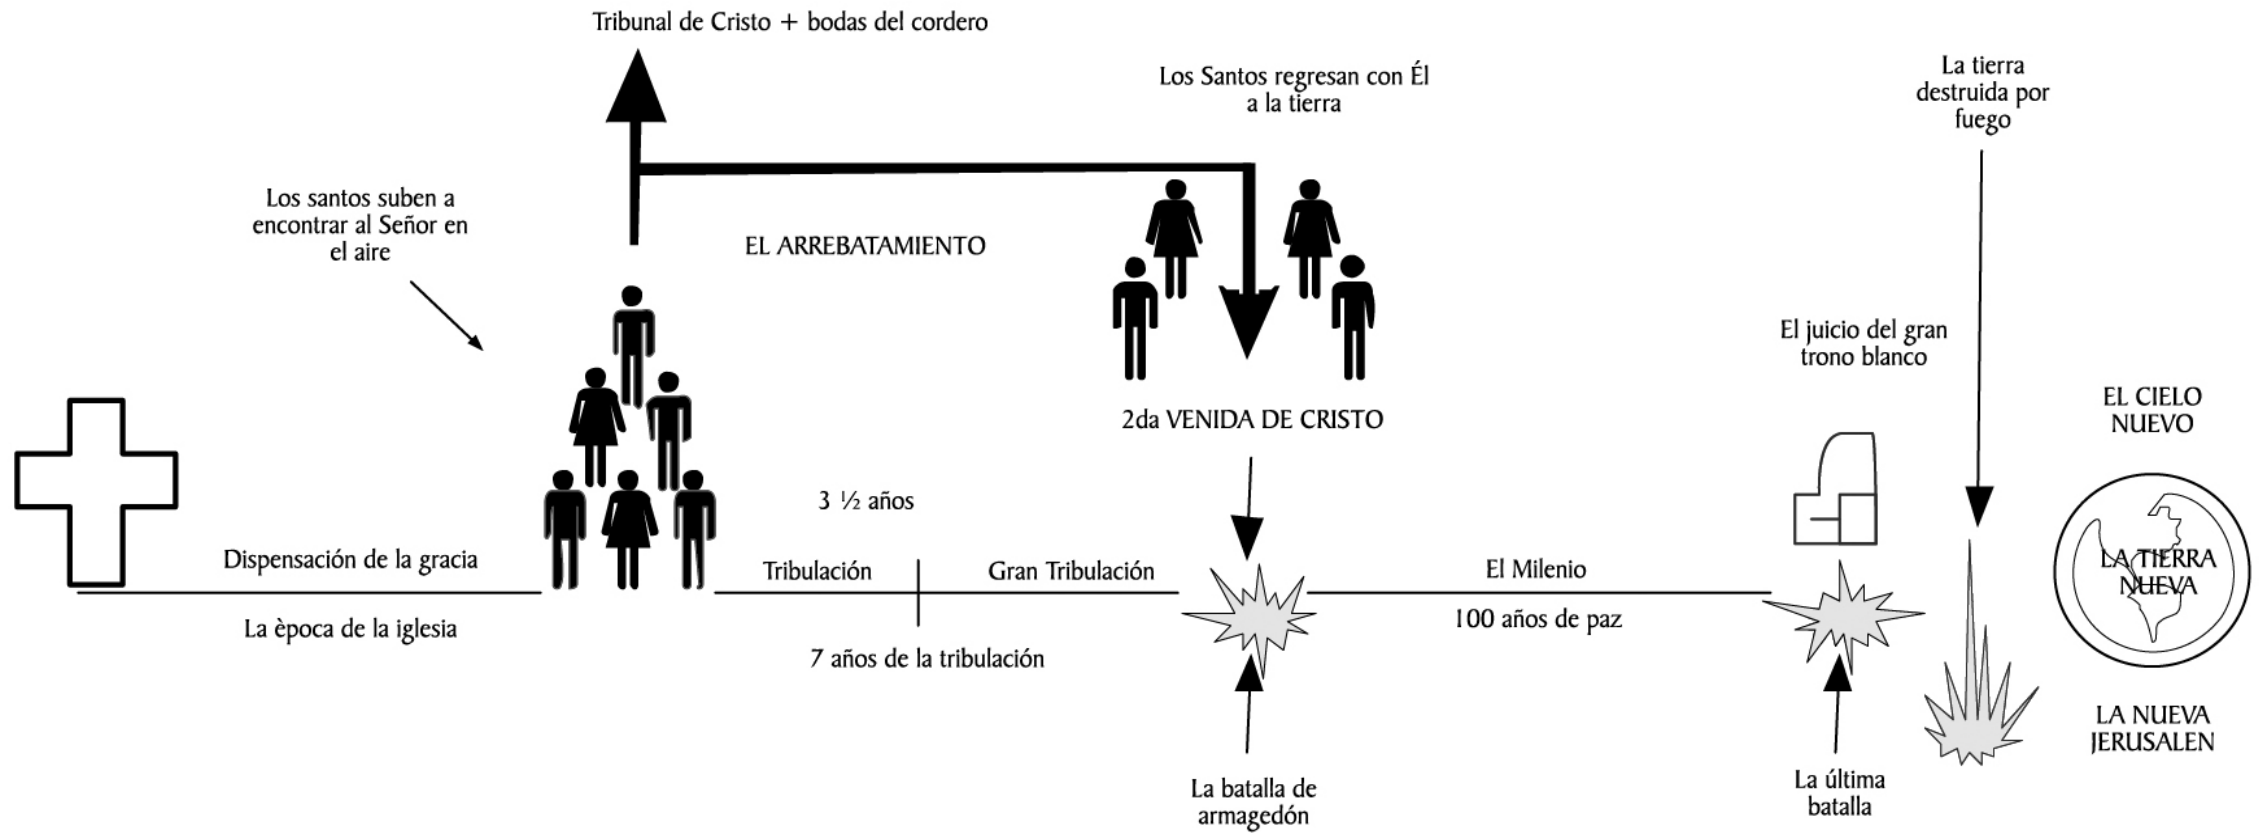 Tribunal de Cristo + bodas del cordero
Los Santos regresan con Él
a la tierra
La tierra
destruida por
fuego
Los santos suben a
encontrar al Señor en
el aire
EL ARREBATAMIENTO
El juicio del gran
trono blanco
2da VENIDA DE CRISTO
EL CIELO
NUEVO
3 ½ años
Dispensación de la gracia
Tribulación
Gran Tribulación
El Milenio
LA TIERRA
NUEVA
La època de la iglesia
100 años de paz
7 años de la tribulación
LA NUEVA
JERUSALEN
La batalla de
armagedón
La última
batalla